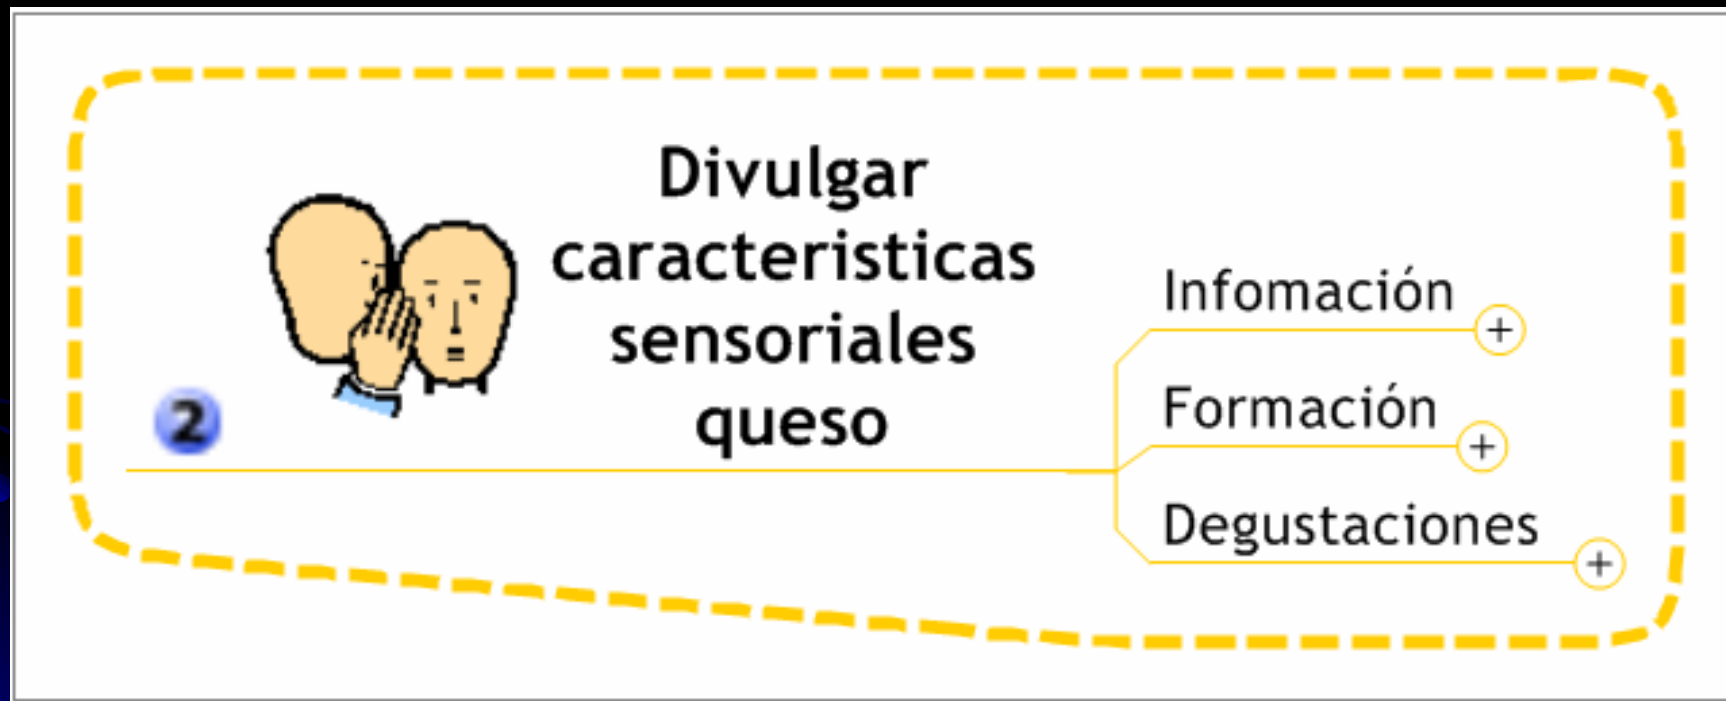 Divulgar
caracteristicas
sensoriales
queso
2
Infomación
+
Formación
+
Degustaciones
+